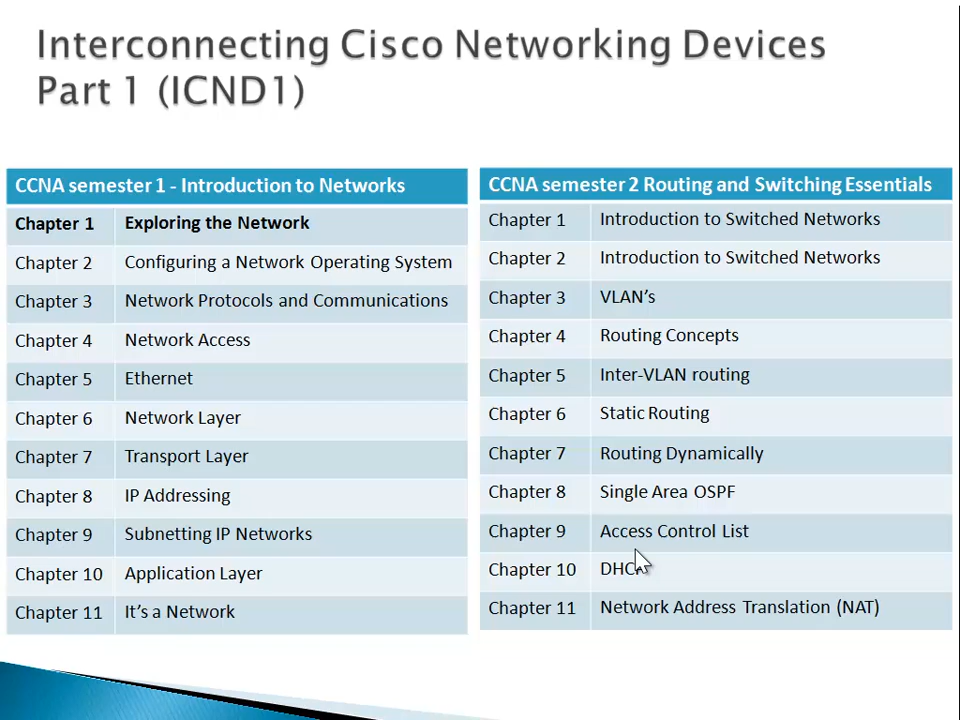 Interconnecting Cisco Networking Devices
Part 1 (ICND1)
CCNA semester 1 - Introduction to Networks
Chapter 1 Exploring the Network
Chapter 2 Configuring a Network Operating System
Chapter 3 Network Protocols and Communications
Chapter 4 Network Access
Chapter 5 Ethernet
Chapter 6 Network Layer
Chapter 7 Transport Layer
Chapter 8 IP Addressing
Chapter 9 Subnetting IP Networks
Chapter 10 Application Layer
Chapter 11 It’s a Network
CCNA semester 2 Routing and Switching Essentials
Chapter 1 Introduction to Switched Networks
Chapter 2 Introduction to Switched Networks
Chapter 3 VLAN’s
Chapter 4 Routing Concepts
Chapter 5 Inter-VLAN routing
Chapter 6 Static Routing
Chapter 7 Routing Dynamically
Chapter 8 Single Area OSPF
Chapter 9 Access Control List
Chapter 10 DHCP
Chapter 11 Network Address Translation (NAT)